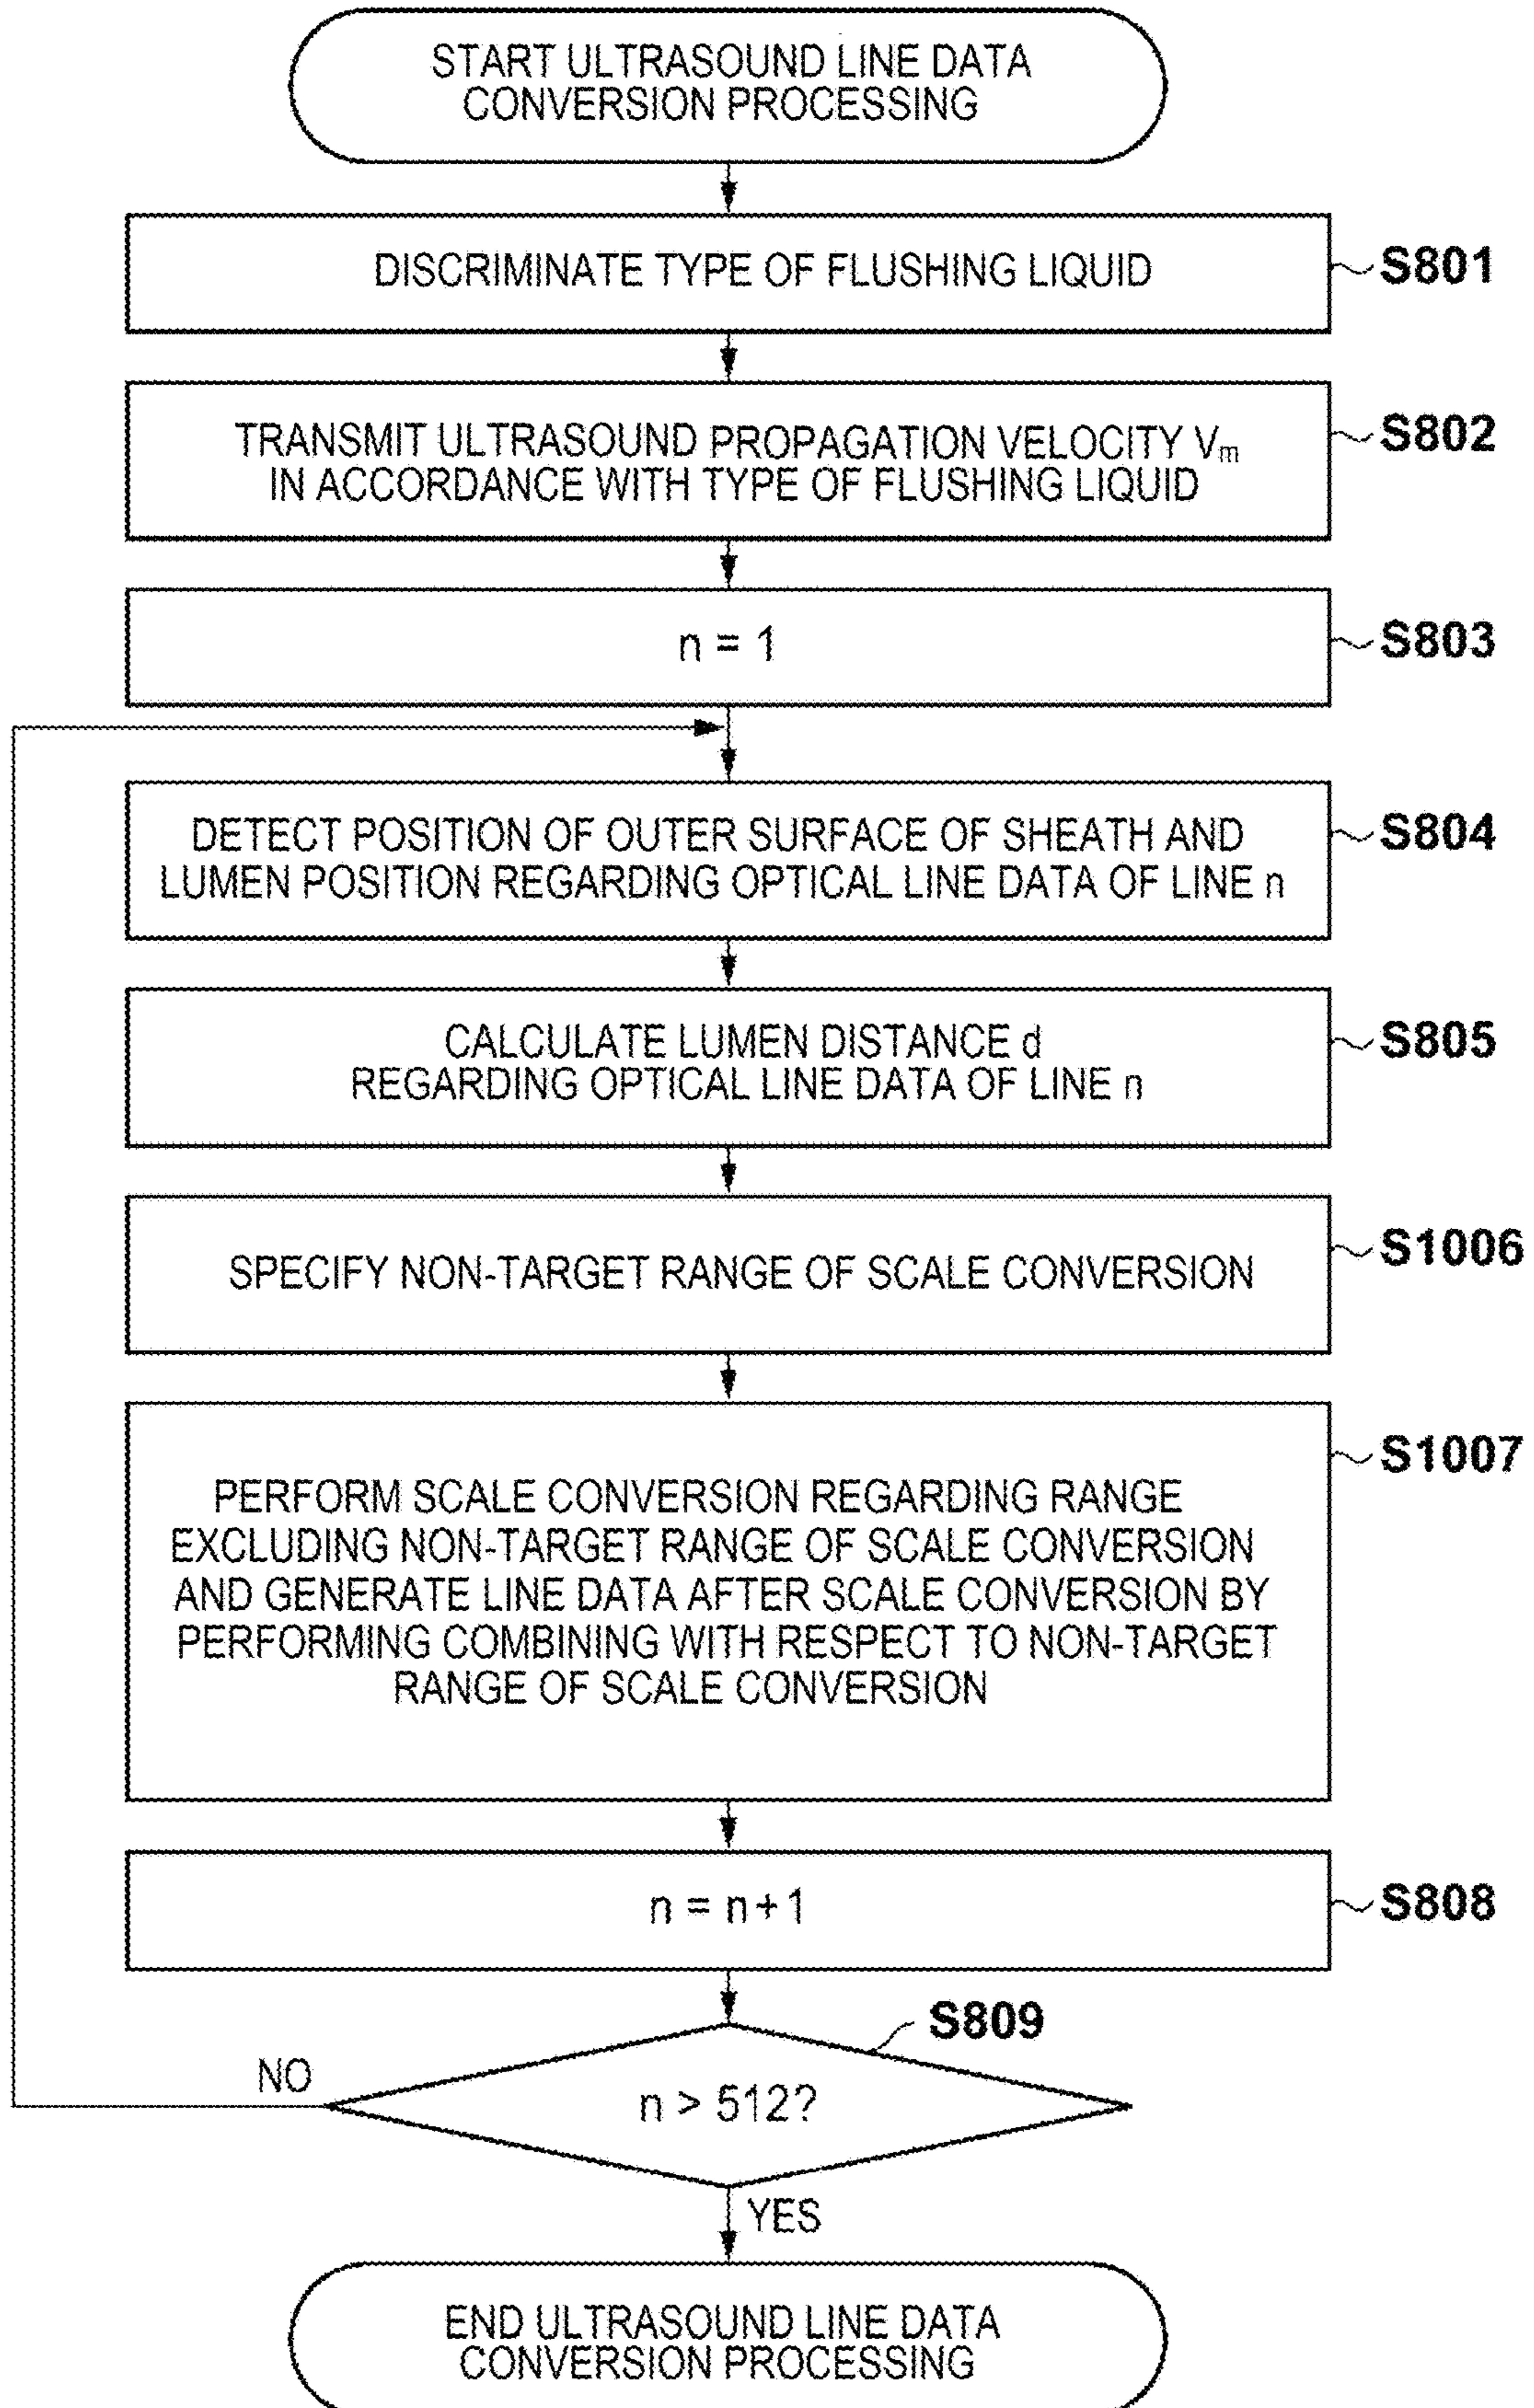 START ULTRASOUND LINE DATA
CONVERSION PROCESSING
DISCRIMINATE TYPE OF FLUSHING LIQUID
S801
TRANSMIT ULTRASOUND PROPAGATION VELOCITY Vm
IN ACCORDANCE WITH TYPE OF FLUSHING LIQUID
S802
n = 1
S803
DETECT POSITION OF OUTER SURFACE OF SHEATH AND
LUMEN POSITION REGARDING OPTICAL LINE DATA OF LINE n
S804
CALCULATE LUMEN DISTANCE d
REGARDING OPTICAL LINE DATA OF LINE n
S805
SPECIFY NON-TARGET RANGE OF SCALE CONVERSION
S1006
PERFORM SCALE CONVERSION REGARDING RANGE
EXCLUDING NON-TARGET RANGE OF SCALE CONVERSION
AND GENERATE LINE DATA AFTER SCALE CONVERSION BY
PERFORMING COMBINING WITH RESPECT TO NON-TARGET
RANGE OF SCALE CONVERSION
S1007
n = n+1
S808
S809
n > 512?
NO
YES
END ULTRASOUND LINE DATA
CONVERSION PROCESSING